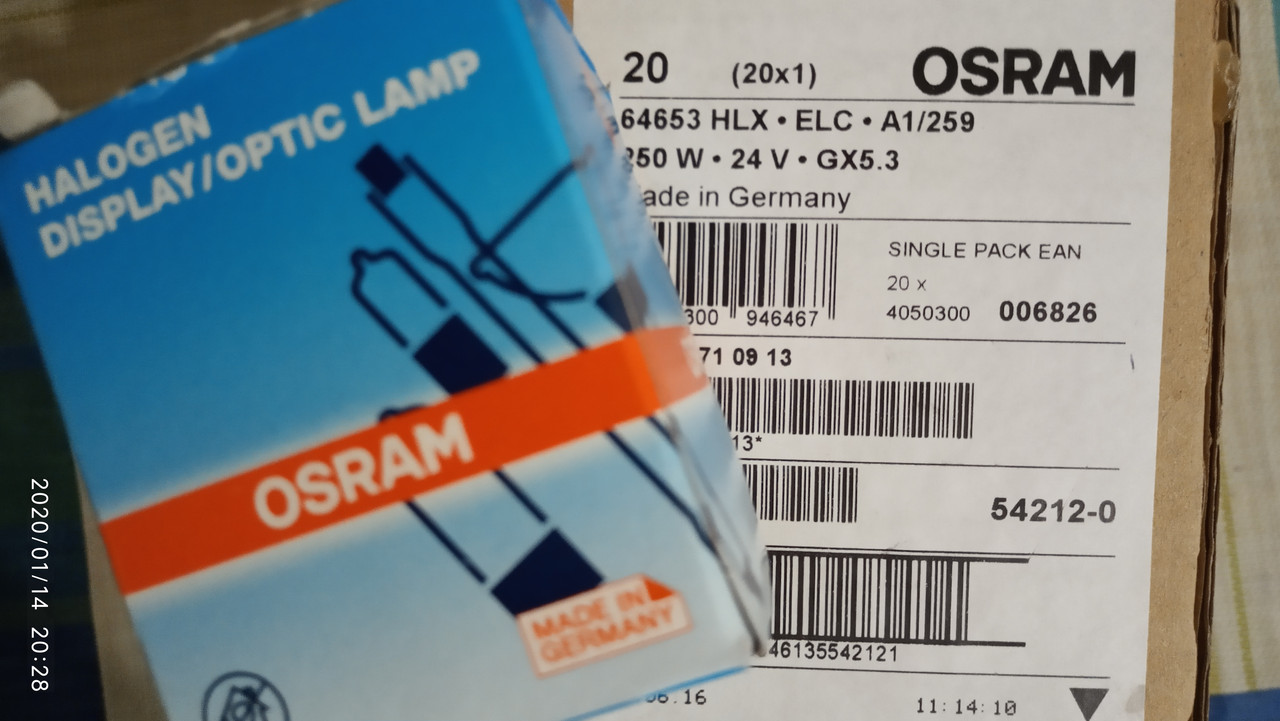 HALOGEN
DISPLAY/OPTIC LAMP
OSRAM
MADE IN
GERMANY
20 (20x1) OSRAM
64653 HLX • ELC • A1/259
250 W • 24 V • GX5.3
ade in Germany
SINGLE PACK EAN
20 x
300 946467 4050300 006826
71 09 13
13*
54212-0
46135542121
06.16 11:14:10
2020/01/14 20:28